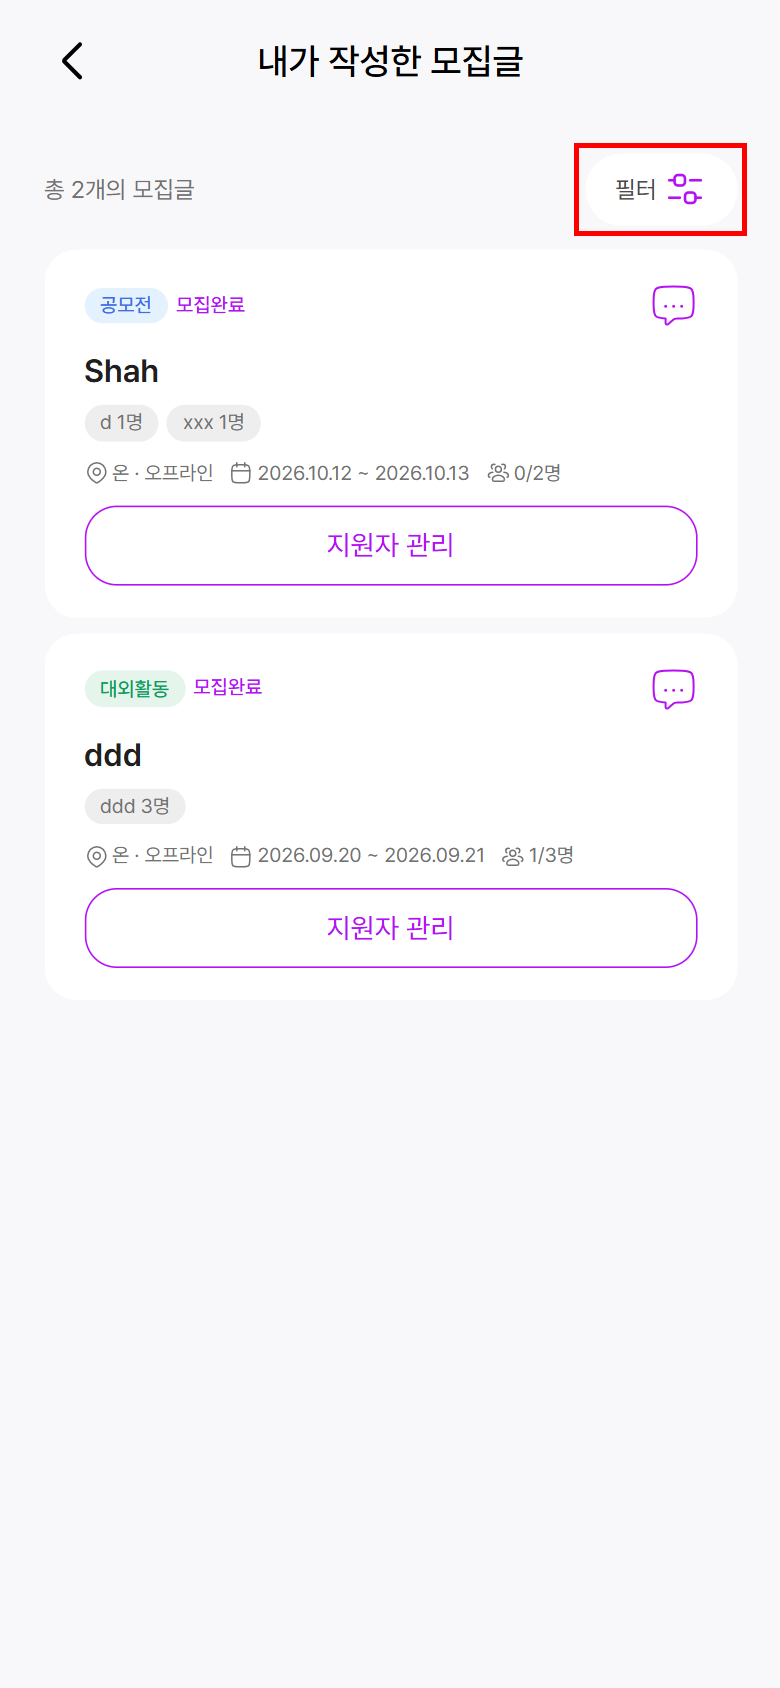 내가 작성한 모집글
총 2개의 모집글
필터
공모전 모집완료
Shah
d 1명 xxx 1명
온 · 오프라인 2026.10.12 ~ 2026.10.13 0/2명
지원자 관리
대외활동 모집완료
ddd
ddd 3명
온 · 오프라인 2026.09.20 ~ 2026.09.21 1/3명
지원자 관리